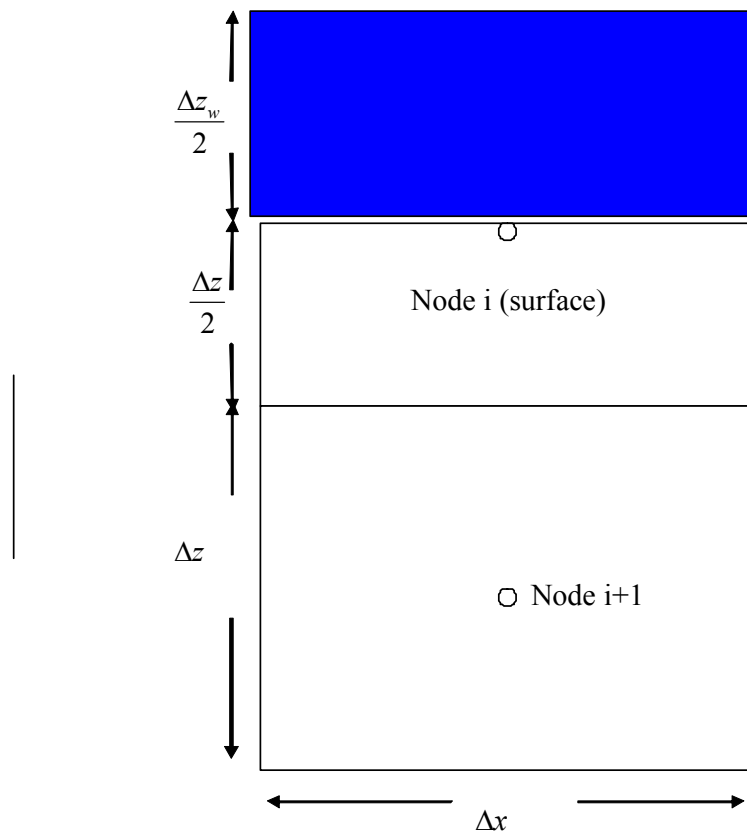 Δz_w
2
Δz
2
Node i (surface)
Δz
Node i+1
Δx